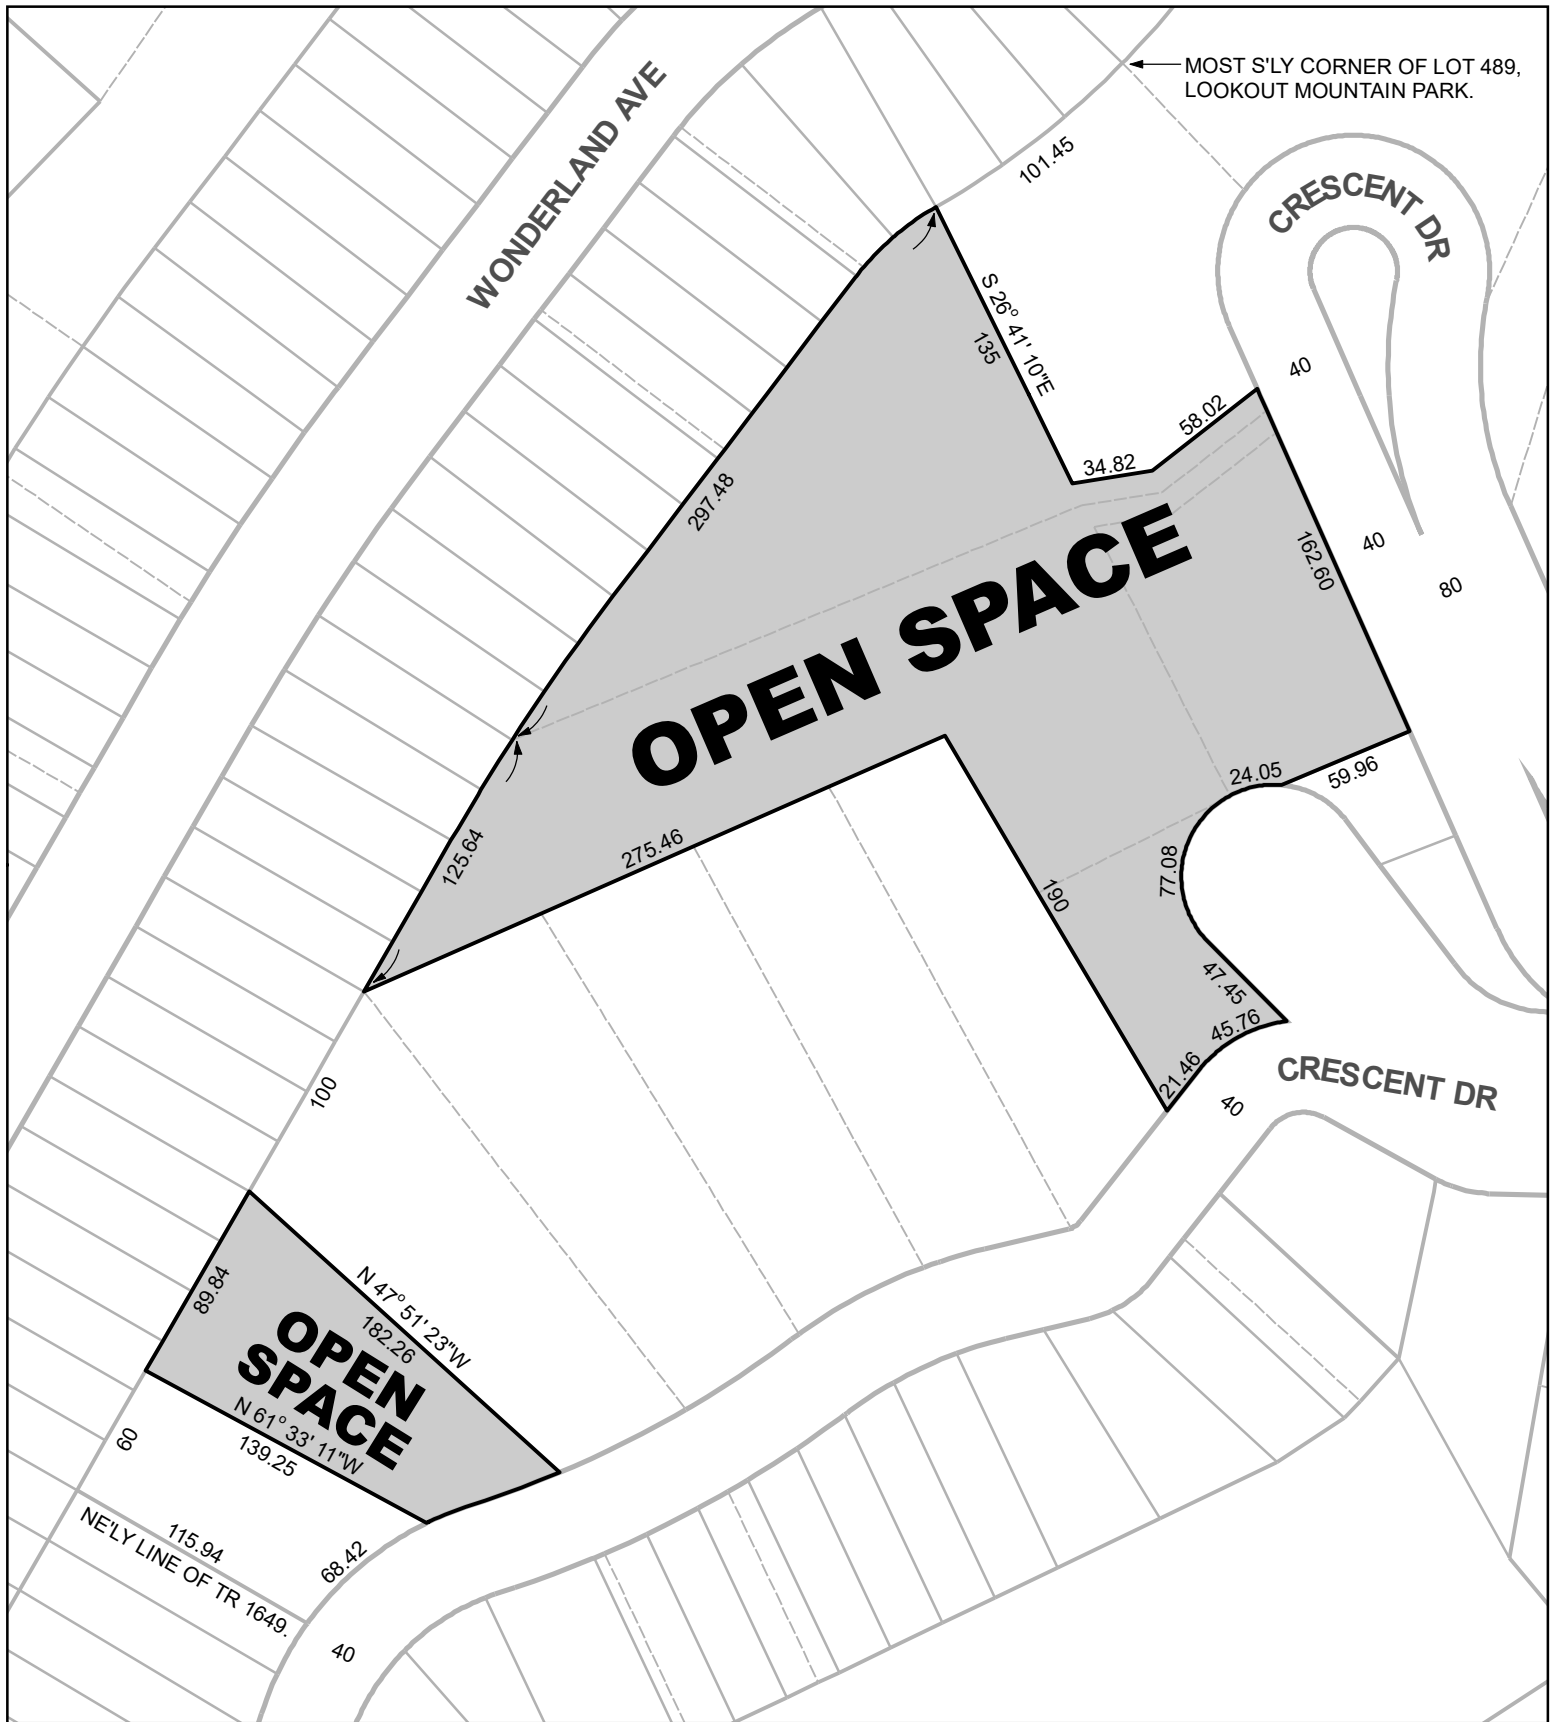 MOST S'LY CORNER OF LOT 489,
LOOKOUT MOUNTAIN PARK.
WONDERLAND AVE
101.45
CRESCENT DR
S 26° 41' 10"E
135
40
58.02
34.82
297.48
40
162.60
80
OPEN SPACE
24.05
59.96
125.64
275.46
77.08
190
47.45
45.76
21.46
CRESCENT DR
40
100
89.84
N 47° 51' 23"W
182.26
OPEN
SPACE
N 61° 33' 11"W
139.25
60
115.94
NE'LY LINE OF TR 1649.
68.42
40